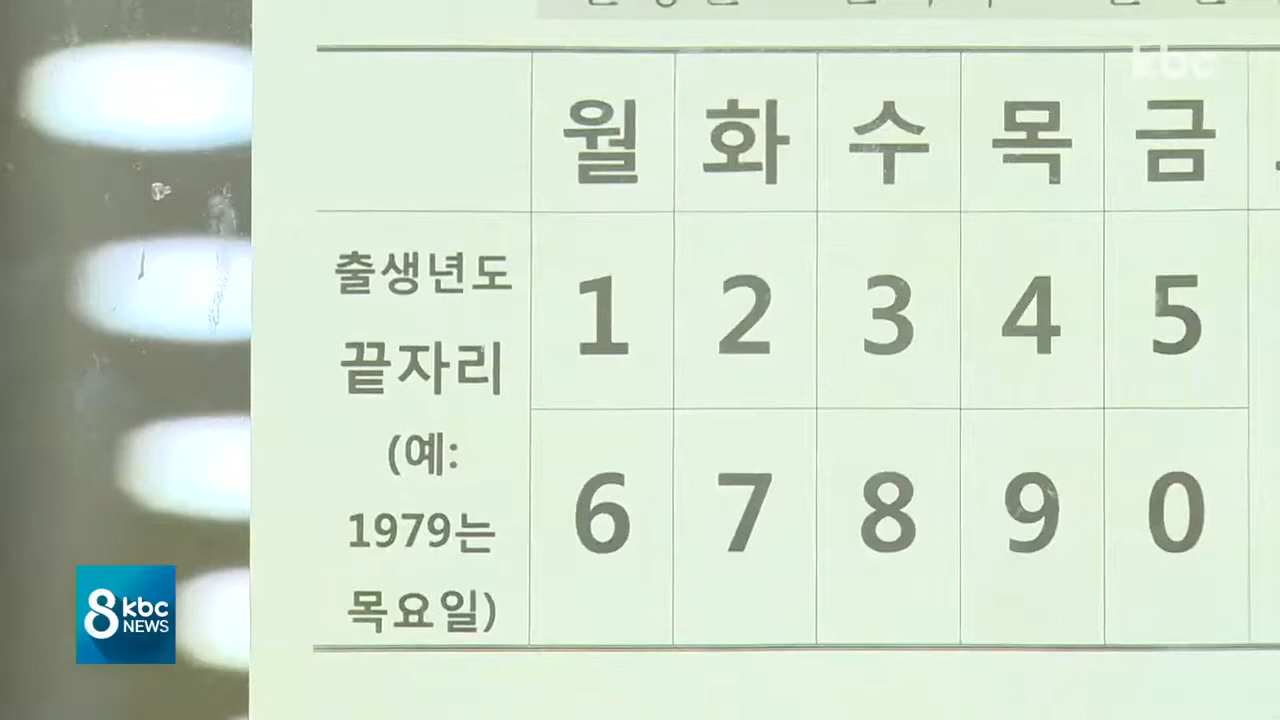 kbc
월 화 수 목 금
출생년도
끝자리
(예:
1979는
목요일)
1 2 3 4 5
6 7 8 9 0
8 kbc
NEWS